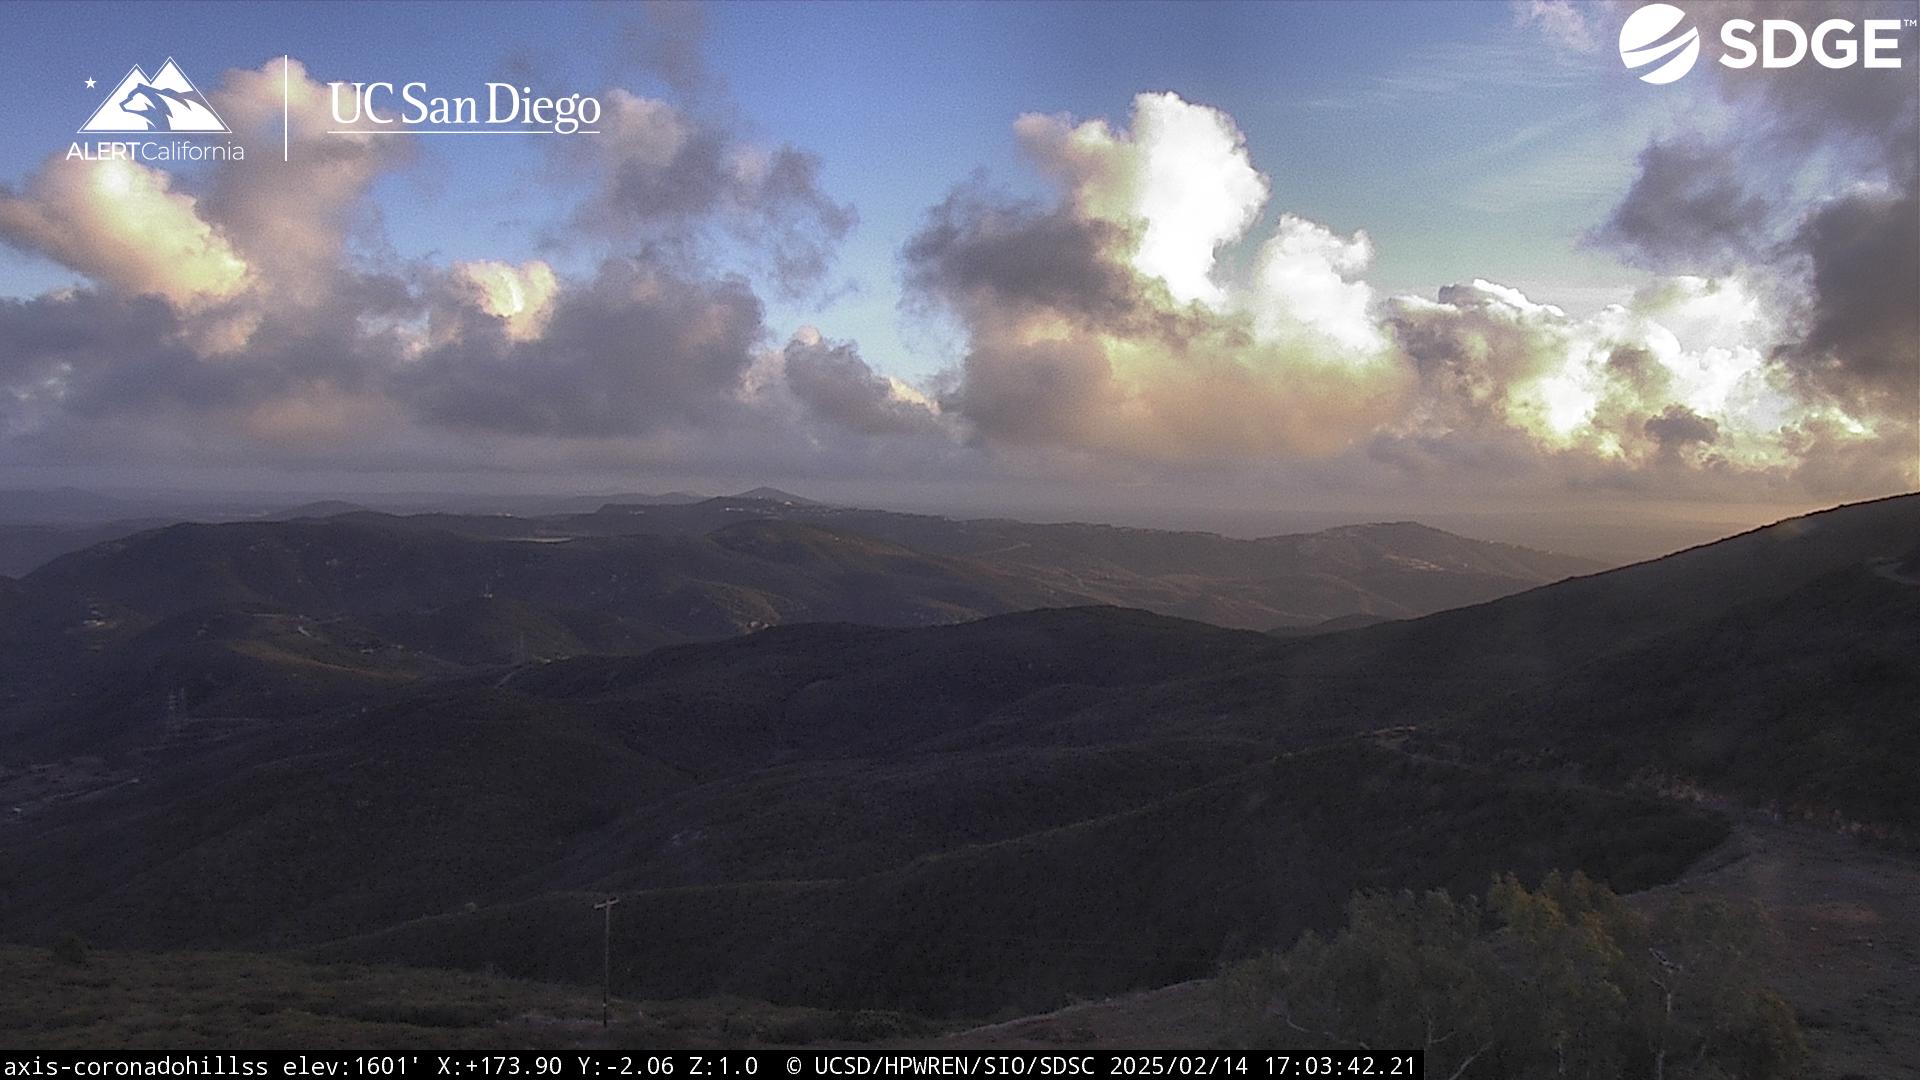 ALERTCalifornia
UC San Diego
SDGE™
axis-coronadohillss elev:1601' X:+173.90 Y:-2.06 Z:1.0 © UCSD/HPWREN/SIO/SDSC 2025/02/14 17:03:42.21